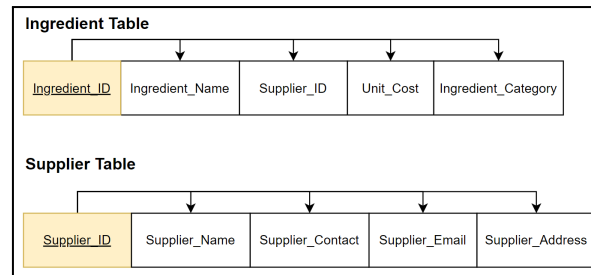 Ingredient Table
Ingredient_ID Ingredient_Name Supplier_ID Unit_Cost Ingredient_Category
Supplier Table
Supplier_ID Supplier_Name Supplier_Contact Supplier_Email Supplier_Address